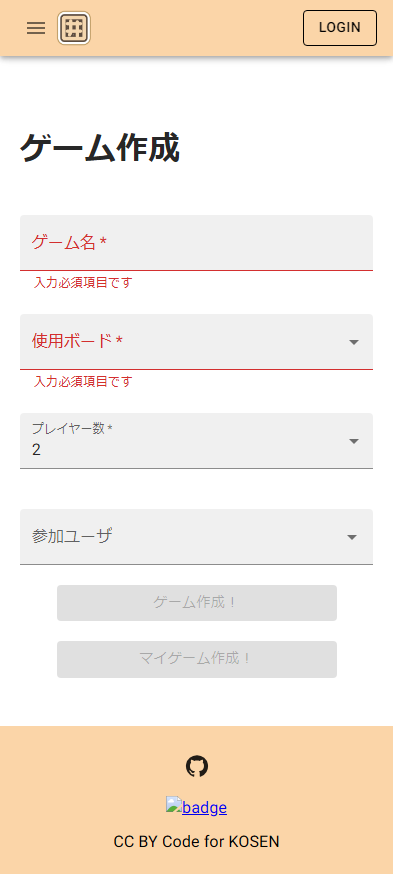 LOGIN
ゲーム作成
ゲーム名 *
入力必須項目です
使用ボード *
入力必須項目です
プレイヤー数 *
2
参加ユーザ
ゲーム作成！
マイゲーム作成！
badge
CC BY Code for KOSEN